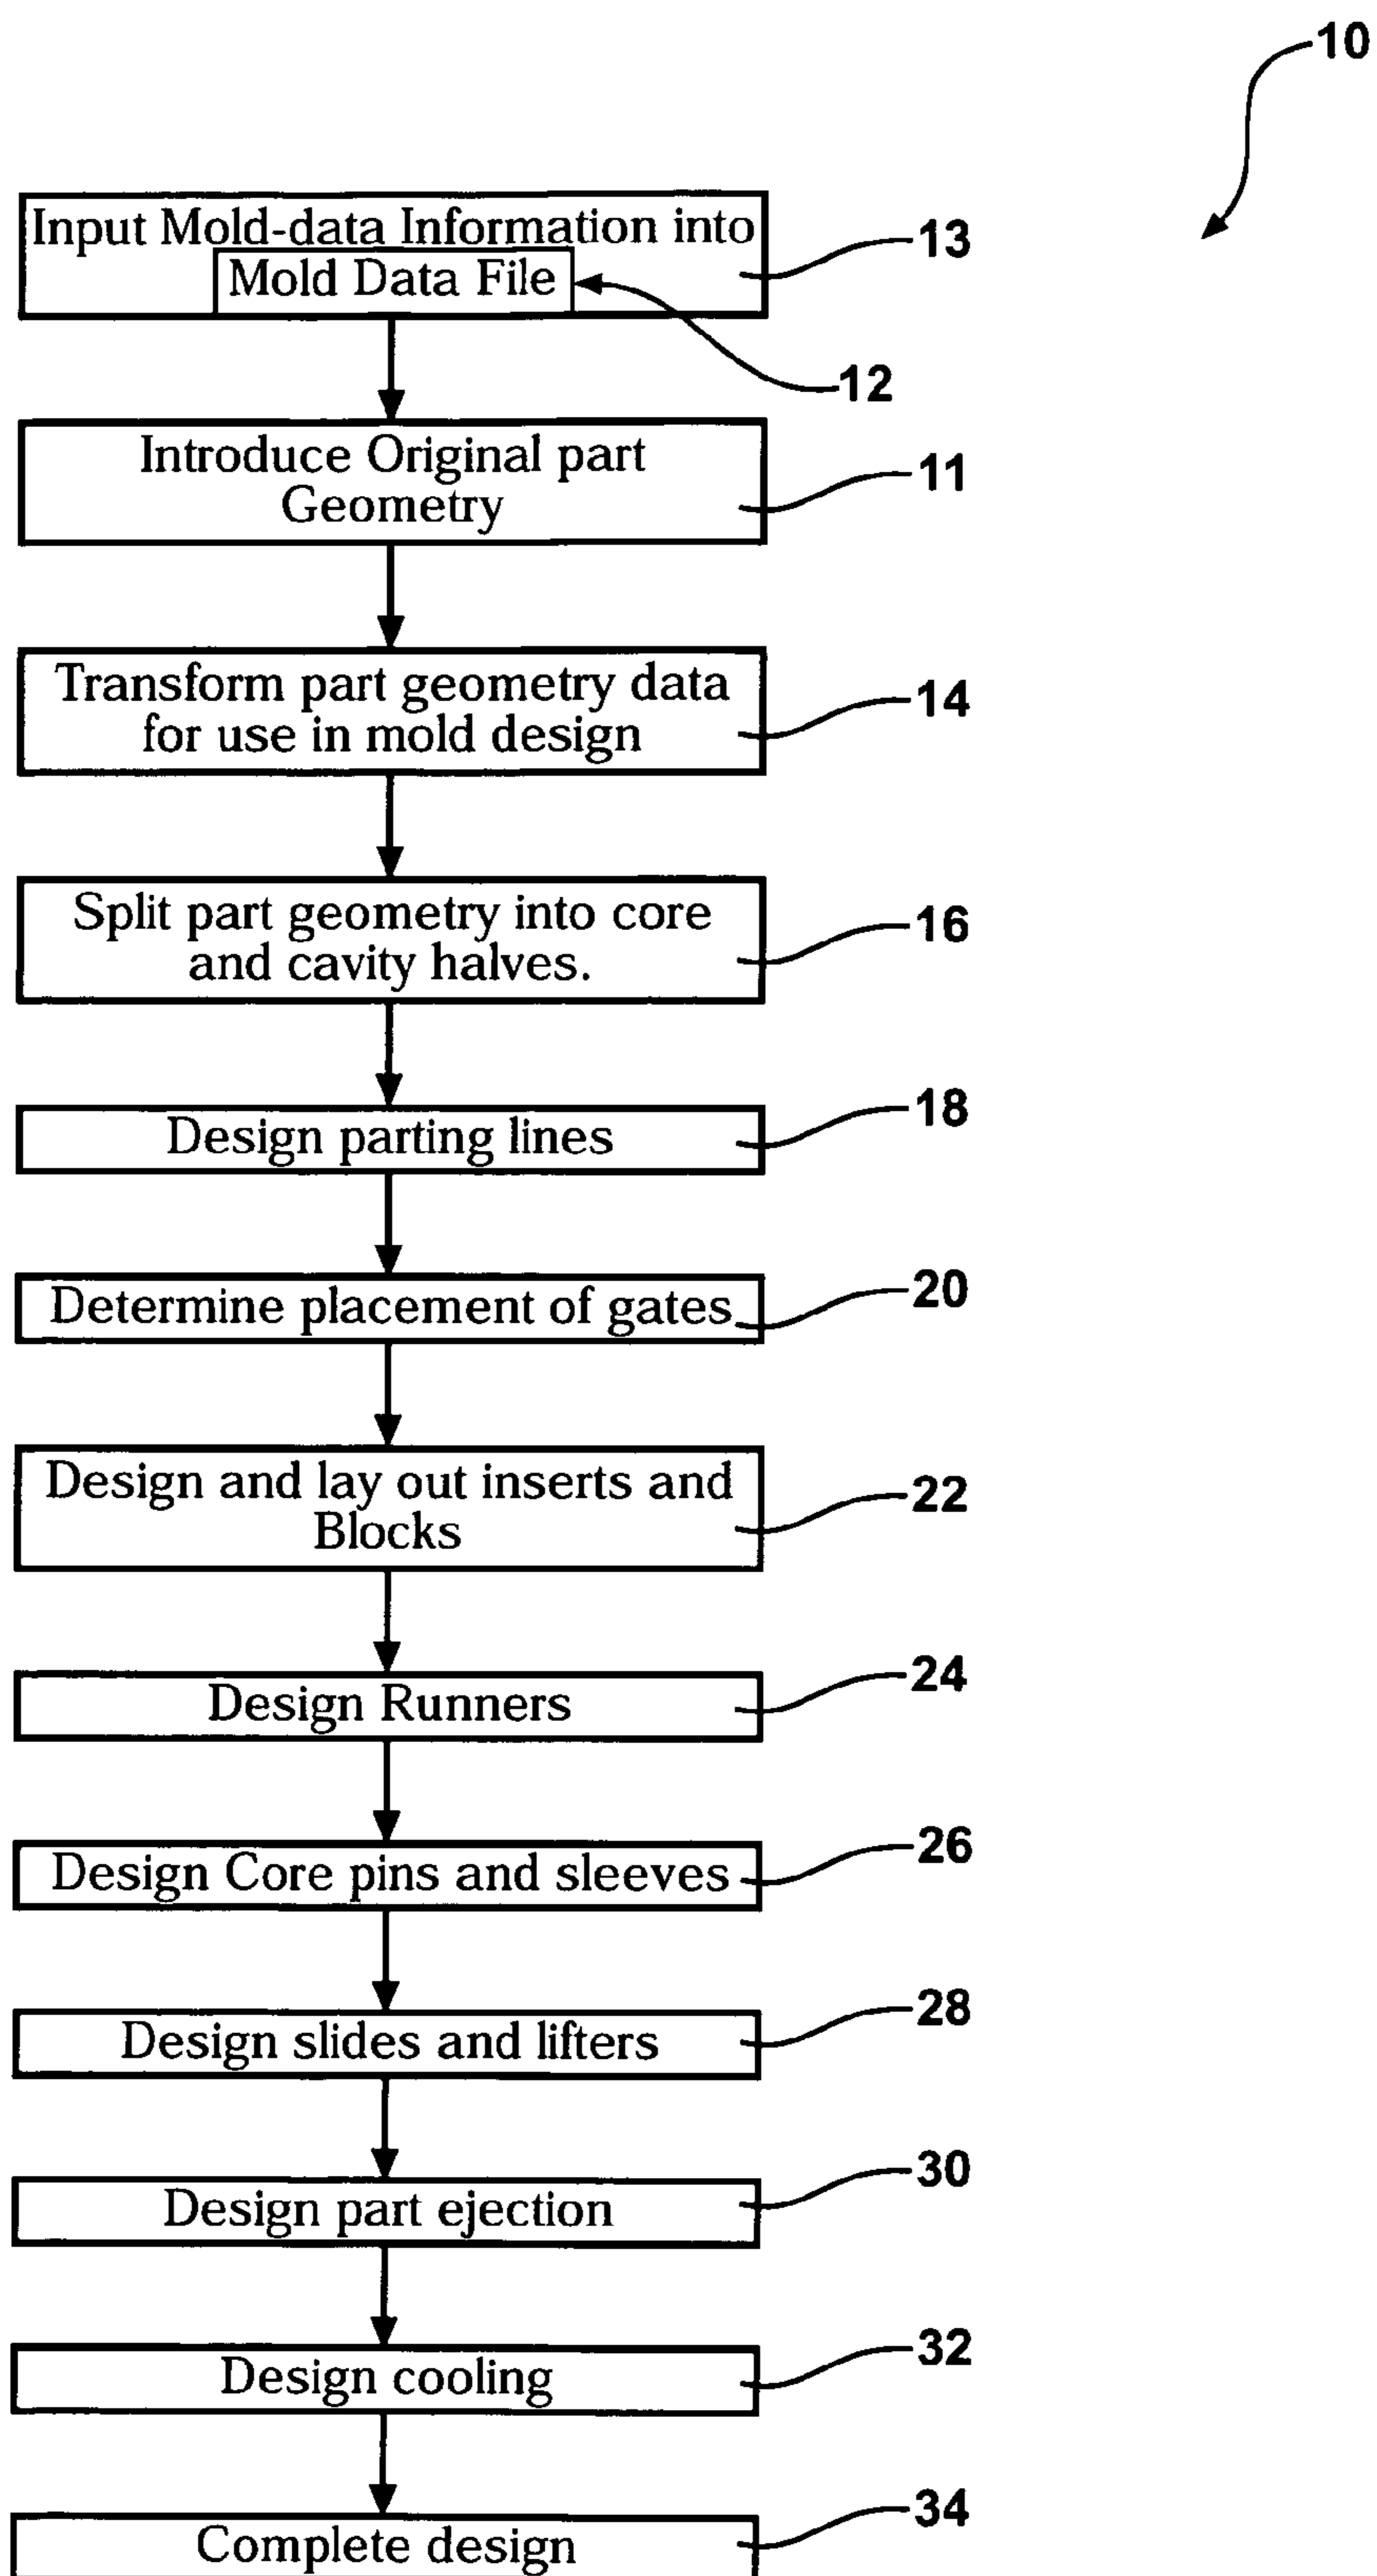 10
Input Mold-data Information into
13
Mold Data File
12
Introduce Original part
11
Geometry
Transform part geometry data
14
for use in mold design
Split part geometry into core
16
and cavity halves.
18
Design parting lines
20
Determine placement of gates
Design and lay out inserts and
22
Blocks
24
Design Runners
26
Design Core pins and sleeves
28
Design slides and lifters
30
Design part ejection
32
Design cooling
34
Complete design